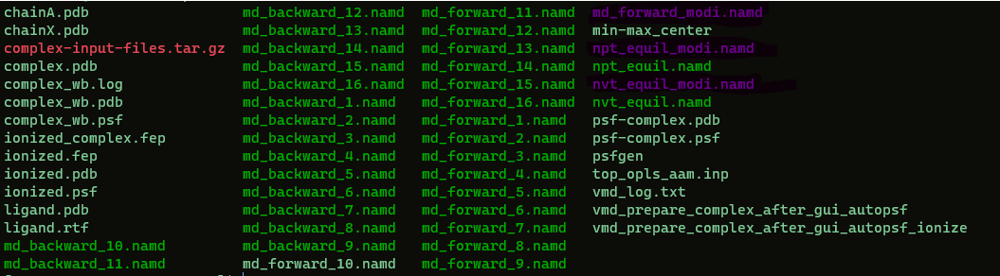 chainA.pdb md_backward_12.namd md_forward_11.namd md_forward_modi.namd
chainX.pdb md_backward_13.namd md_forward_12.namd min-max_center
complex-input-files.tar.gz md_backward_14.namd md_forward_13.namd npt_equil_modi.namd
complex.pdb md_backward_15.namd md_forward_14.namd npt_equil.namd
complex_wb.log md_backward_16.namd md_forward_15.namd nvt_equil_modi.namd
complex_wb.pdb md_backward_1.namd md_forward_16.namd nvt_equil.namd
complex_wb.psf md_backward_2.namd md_forward_1.namd psf-complex.pdb
ionized_complex.fep md_backward_3.namd md_forward_2.namd psf-complex.psf
ionized.fep md_backward_4.namd md_forward_3.namd psfgen
ionized.pdb md_backward_5.namd md_forward_4.namd top_opls_aam.inp
ionized.psf md_backward_6.namd md_forward_5.namd vmd_log.txt
ligand.pdb md_backward_7.namd md_forward_6.namd vmd_prepare_complex_after_gui_autopsf
ligand.rtf md_backward_8.namd md_forward_7.namd vmd_prepare_complex_after_gui_autopsf_ionize
md_backward_10.namd md_backward_9.namd md_forward_8.namd
md_backward_11.namd md_forward_10.namd md_forward_9.namd